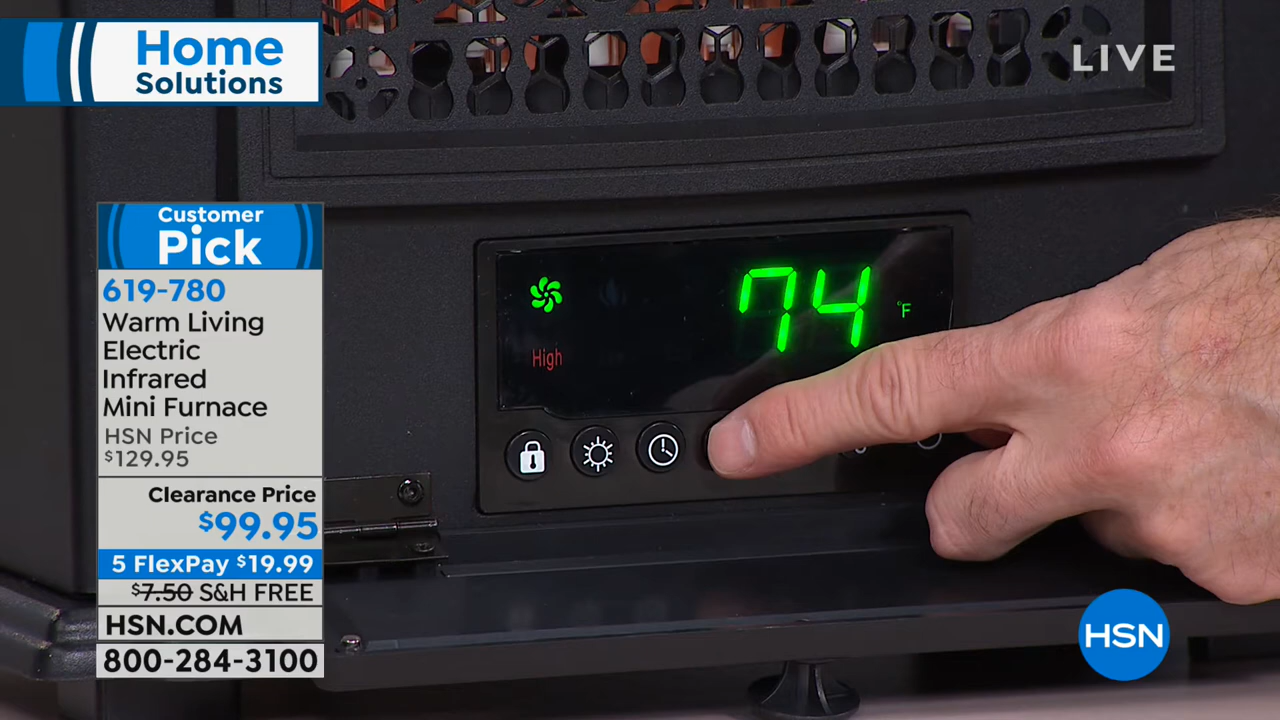 Home
Solutions
LIVE
Customer
Pick
619-780
Warm Living
Electric
Infrared
Mini Furnace
HSN Price
$129.95
Clearance Price
$99.95
5 FlexPay $19.99
$7.50 S&H FREE
HSN.COM
800-284-3100
74 °F
High
HSN